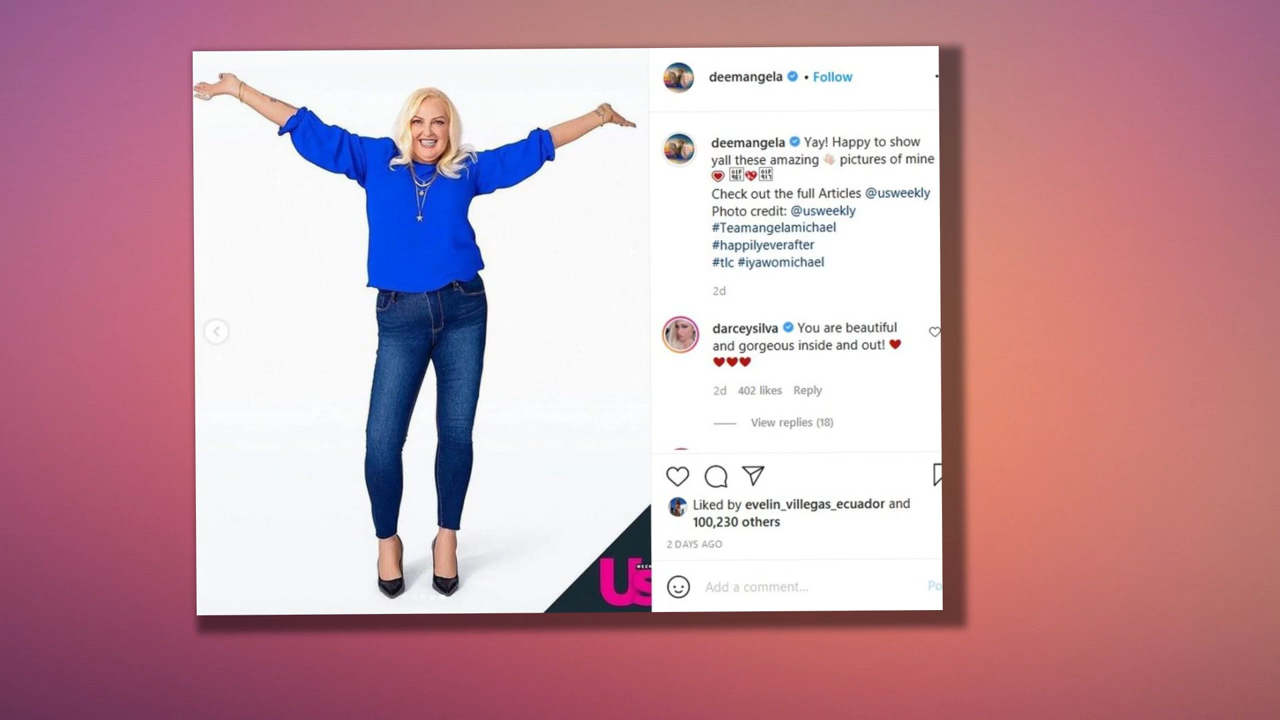 deemangela • Follow
deemangela Yay! Happy to show
yall these amazing 👋🏻 pictures of mine
💓 💖
Check out the full Articles @usweekly
Photo credit: @usweekly
#Teamangelamichael
#happilyeverafter
#tlc #iyawomichael
2d
darceysilva You are beautiful
and gorgeous inside and out! ❤️
❤️❤️❤️
2d 402 likes Reply
View replies (18)
Liked by evelin_villegas_ecuador and
100,230 others
2 DAYS AGO
Add a comment... Po
Us